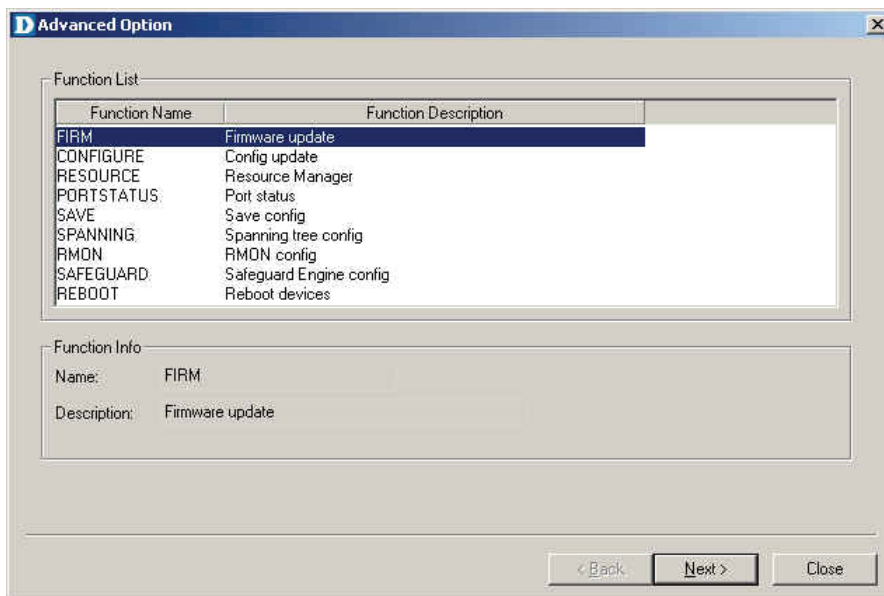 D Advanced Option
Function List
Function Name Function Description
FIRM Firmware update
CONFIGURE Config update
RESOURCE Resource Manager
PORTSTATUS Port status
SAVE Save config
SPANNING Spanning tree config
RMON RMON config
SAFEGUARD Safeguard Engine config
REBOOT Reboot devices
Function Info
Name: FIRM
Description: Firmware update
< Back Next > Close